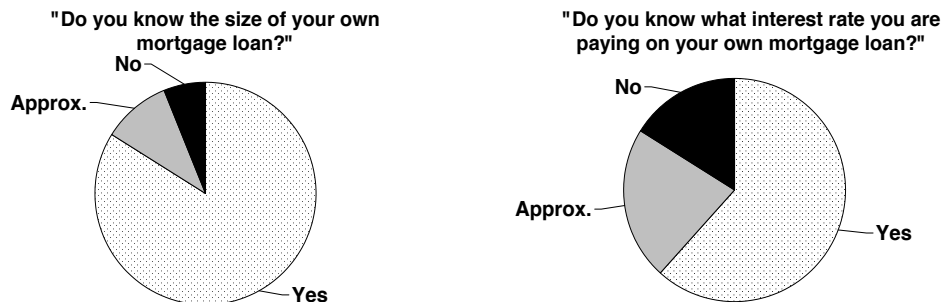 "Do you know the size of your own
mortgage loan?"
No
Approx.
Yes
"Do you know what interest rate you are
paying on your own mortgage loan?"
No
Approx.
Yes